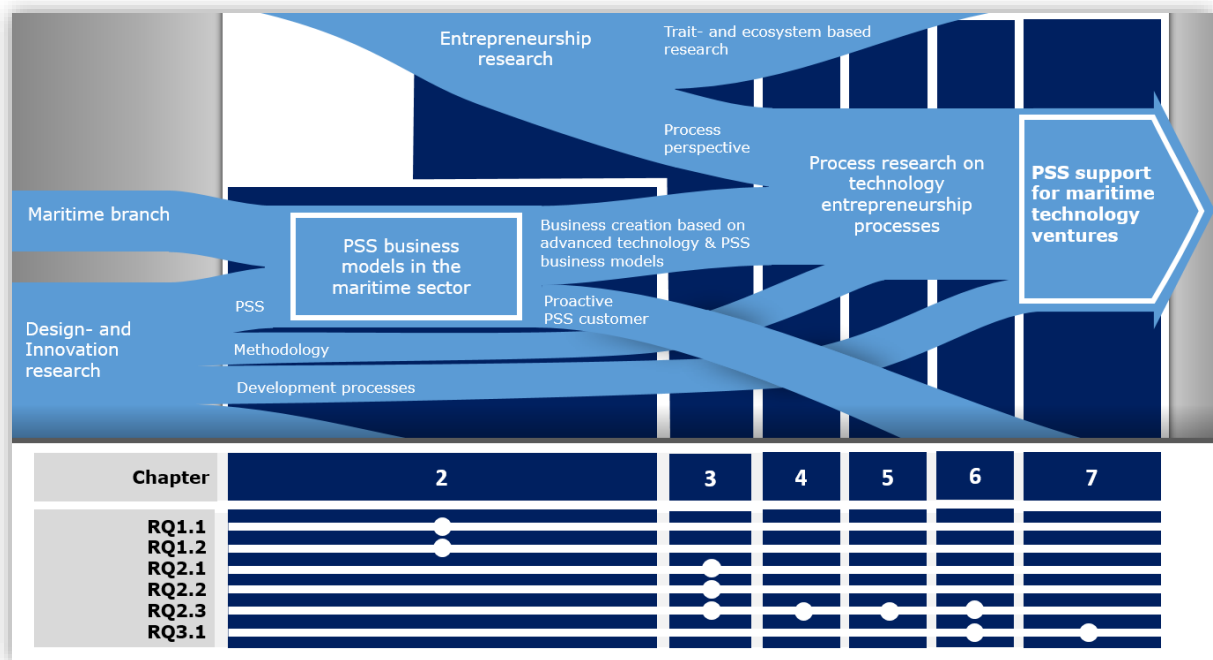 Entrepreneurship
research
Trait- and ecosystem based
research
Process
perspective
Maritime branch
PSS business
models in the
maritime sector
Business creation based on
advanced technology & PSS
business models
Process research on
technology
entrepreneurship
processes
PSS support
for maritime
technology
ventures
PSS
Proactive
PSS customer
Design- and
Innovation
research
Methodology
Development processes
Chapter 2 3 4 5 6 7
RQ1.1
RQ1.2
RQ2.1
RQ2.2
RQ2.3
RQ3.1